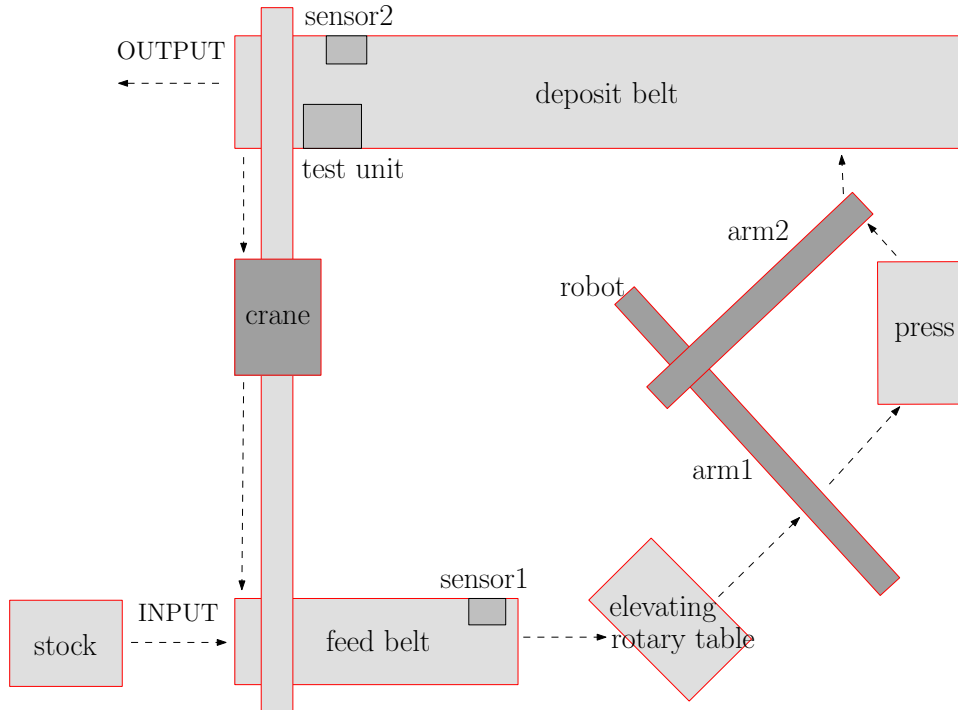 sensor2
OUTPUT
deposit belt
test unit
arm2
robot
crane
press
arm1
sensor1
INPUT
elevating
rotary table
stock
feed belt